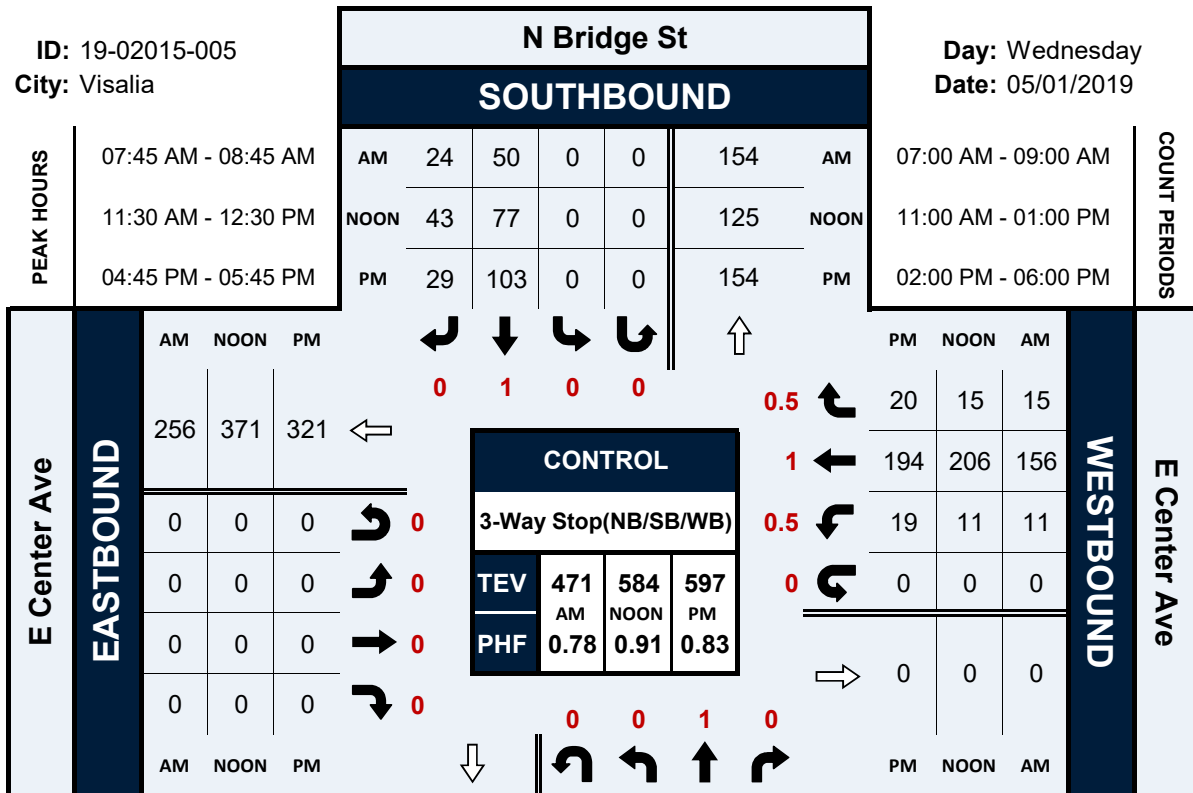 ID: 19-02015-005
City: Visalia
N Bridge St
SOUTHBOUND
Day: Wednesday
Date: 05/01/2019
PEAK HOURS
07:45 AM - 08:45 AM
11:30 AM - 12:30 PM
04:45 PM - 05:45 PM
AM 24 50 0 0 154 AM
NOON 43 77 0 0 125 NOON
PM 29 103 0 0 154 PM
07:00 AM - 09:00 AM
11:00 AM - 01:00 PM
02:00 PM - 06:00 PM
COUNT PERIODS
0 1 0 0
E Center Ave
EASTBOUND
AM NOON PM
256 371 321
0 0 0 0
0 0 0 0
0 0 0 0
0 0 0 0
AM NOON PM
CONTROL
3-Way Stop(NB/SB/WB)
TEV 471 584 597
AM NOON PM
PHF 0.78 0.91 0.83
PM NOON AM
0.5 20 15 15
1 194 206 156
0.5 19 11 11
0 0 0 0
0 0 0
PM NOON AM
WESTBOUND
E Center Ave
0 0 1 0